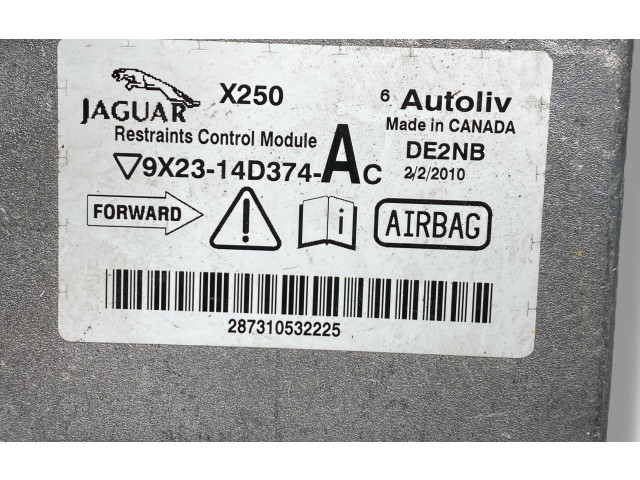 X250
6 Autoliv
JAGUAR
Made in CANADA
Restraints Control Module
DE2NB
9X23-14D374-AC
2/2/2010
FORWARD
i
AIRBAG
287310532225